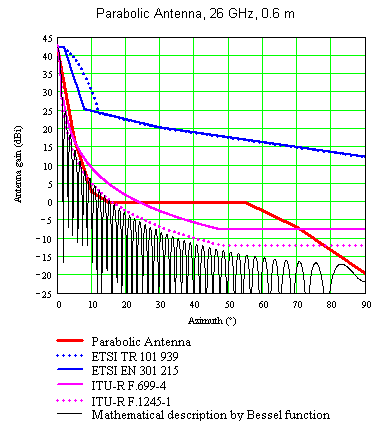 Parabolic Antenna, 26 GHz, 0.6 m
Antenna gain (dBi)
45
40
35
30
25
20
15
10
5
0
−5
−10
−15
−20
25
0 10 20 30 40 50 60 70 80 90
Azimuth (°)
Parabolic Antenna
ETSI TR 101 939
ETSI EN 301 215
ITU-R F.699-4
ITU-R F.1245-1
Mathematical description by Bessel function